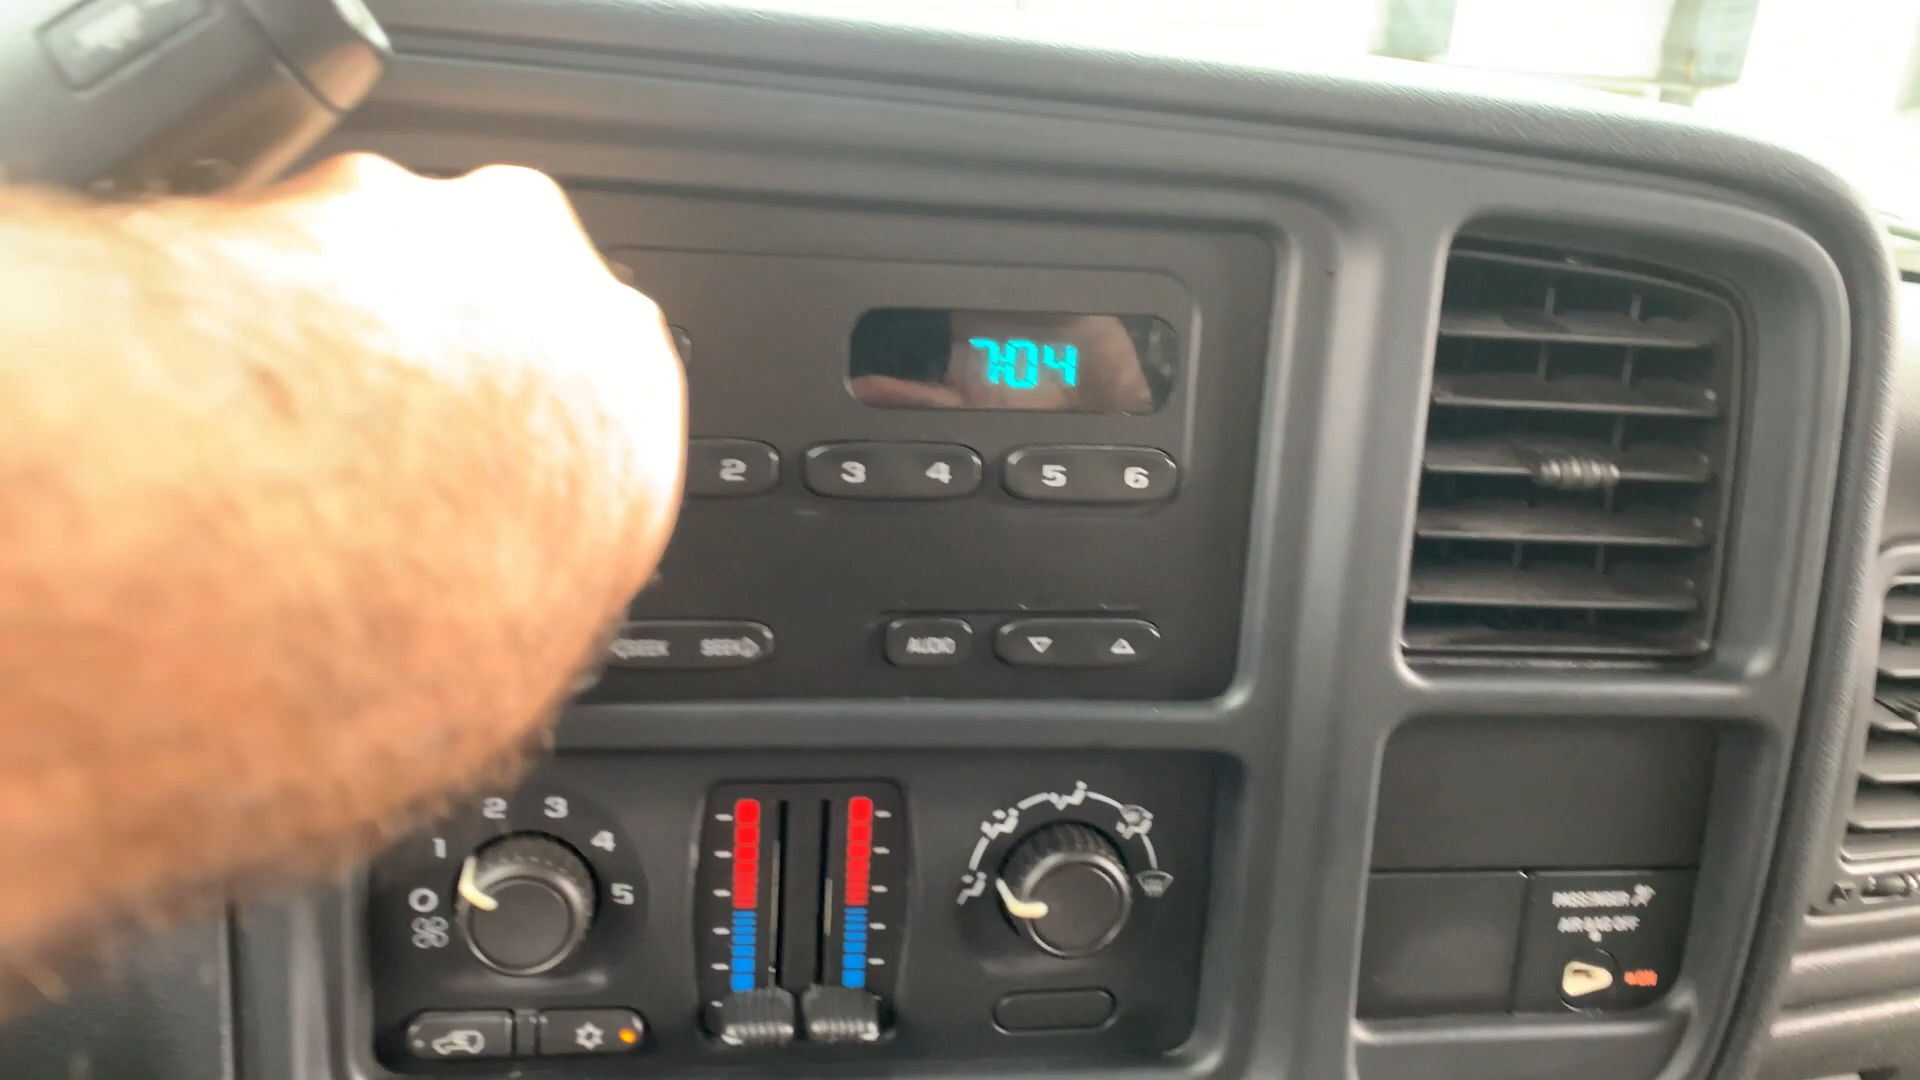 7:04
2 3 4 5 6
SEEK SEEK AUDIO
2 3
1 4
0 5
PASSENGER
AIR BAG OFF
ON